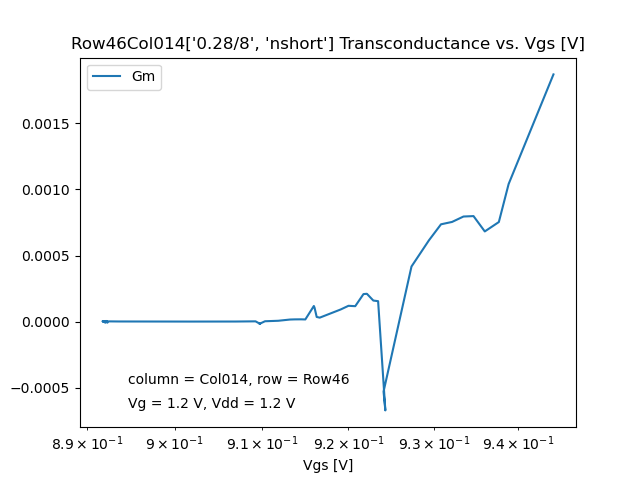 Row46Col014['0.28/8', 'nshort'] Transconductance vs. Vgs [V]
Gm
0.0015
0.0010
0.0005
0.0000
−0.0005
column = Col014, row = Row46
Vg = 1.2 V, Vdd = 1.2 V
8.9 × 10⁻¹ 9 × 10⁻¹ 9.1 × 10⁻¹ 9.2 × 10⁻¹ 9.3 × 10⁻¹ 9.4 × 10⁻¹
Vgs [V]